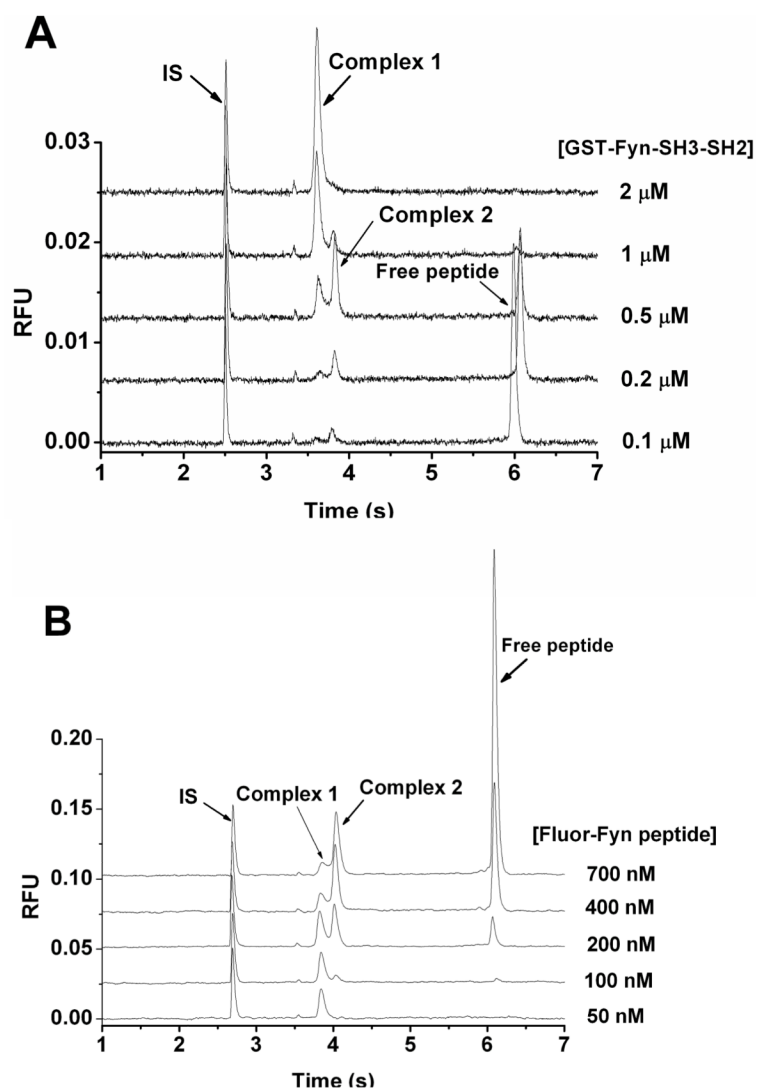 A
IS
Complex 1
[GST-Fyn-SH3-SH2]
0.03
2 μM
Complex 2
0.02
1 μM
Free peptide
RFU
0.5 μM
0.01
0.2 μM
0.00
0.1 μM
1 2 3 4 5 6 7
Time (s)
B
Free peptide
0.20
IS
Complex 1
Complex 2
0.15
[Fluor-Fyn peptide]
700 nM
0.10
RFU
400 nM
200 nM
0.05
100 nM
0.00
50 nM
1 2 3 4 5 6 7
Time (s)